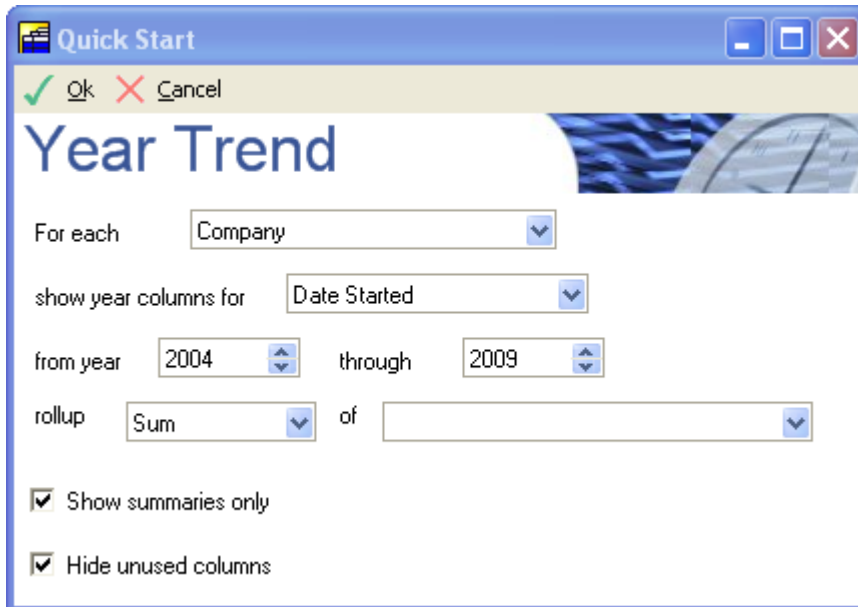 Quick Start
Ok Cancel
Year Trend
For each Company
show year columns for Date Started
from year 2004 through 2009
rollup Sum of
Show summaries only
Hide unused columns